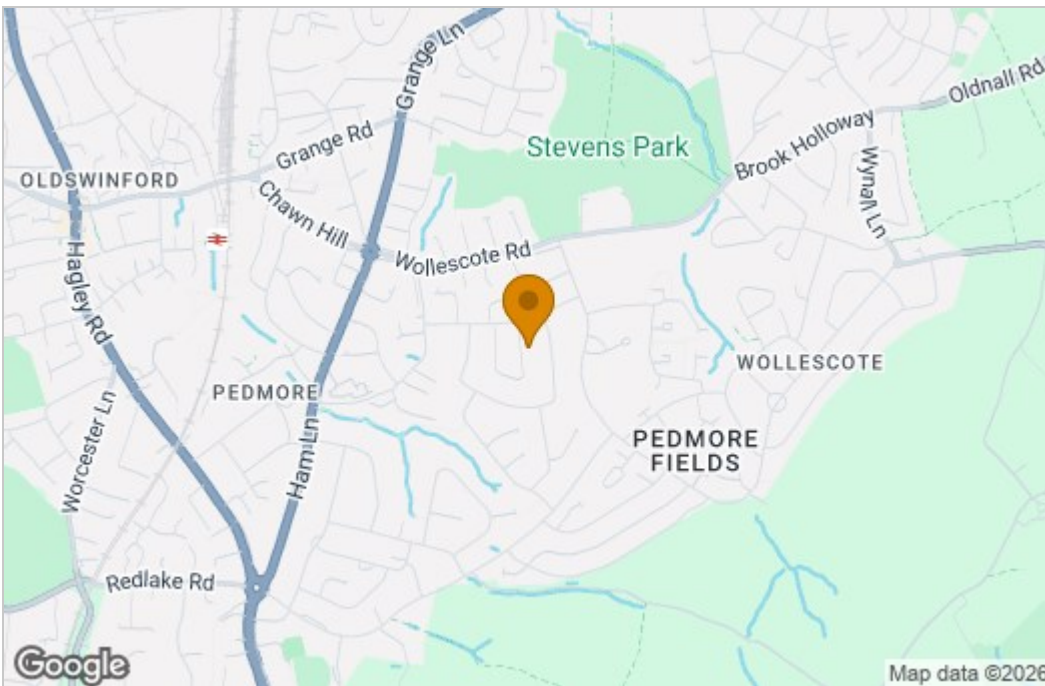 Grange Ln
Oldnall Rd
Grange Rd
Stevens Park
Brook Holloway
OLDSWINFORD
Chawn Hill
Wynall Ln
Wollescote Rd
Hagley Rd
WOLLESCOTE
PEDMORE
Worcester Ln
Ham Ln
PEDMORE
FIELDS
Redlake Rd
Google
Map data ©2026